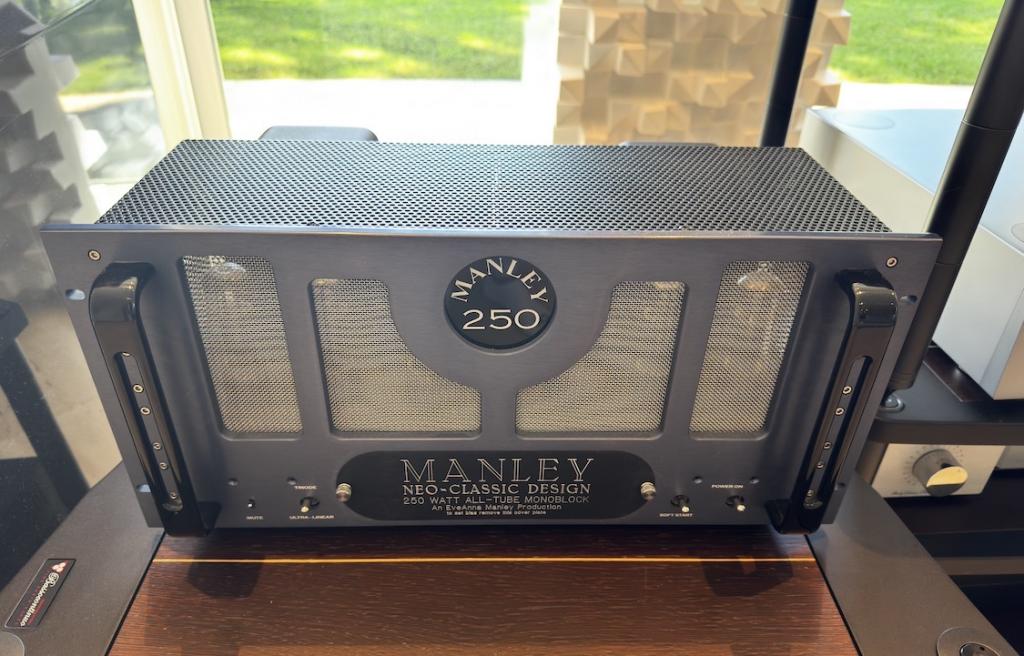 MANLEY
250
MANLEY
NEO-CLASSIC DESIGN
250 WATT ALL-TUBE MONOBLOCK
An EveAnna Manley Production
to set bias remove this cover plate
MUTE
TRIODE
ULTRA-LINEAR
SOFT START
POWER ON
Bassocontinuo